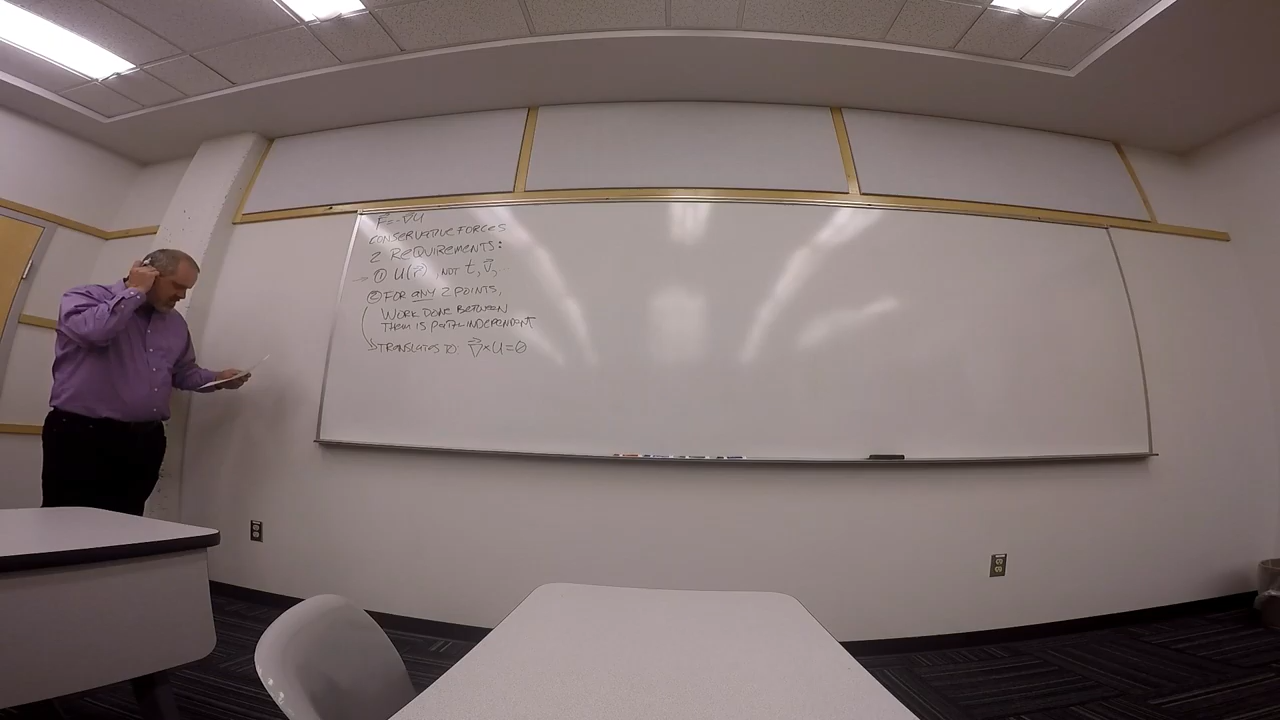 F=-∇U
CONSERVATIVE FORCES
2 REQUIREMENTS:
→ ① U(r⃗), NOT t, v⃗, ...
② FOR ANY 2 POINTS,
WORK DONE BETWEEN
THEM IS PATH INDEPENDENT
TRANSLATES TO: ∇⃗×U=0